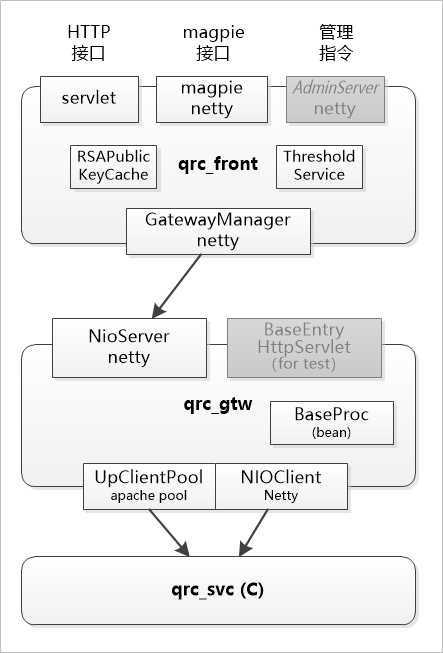 HTTP
接口
magpie
接口
管理
指令
servlet
magpie
netty
AdminServer
netty
RSAPublic
KeyCache
qrc_front
Threshold
Service
GatewayManager
netty
NioServer
netty
BaseEntry
HttpServlet
(for test)
qrc_gtw
BaseProc
(bean)
UpClientPool
apache pool
NIOClient
Netty
qrc_svc (C)